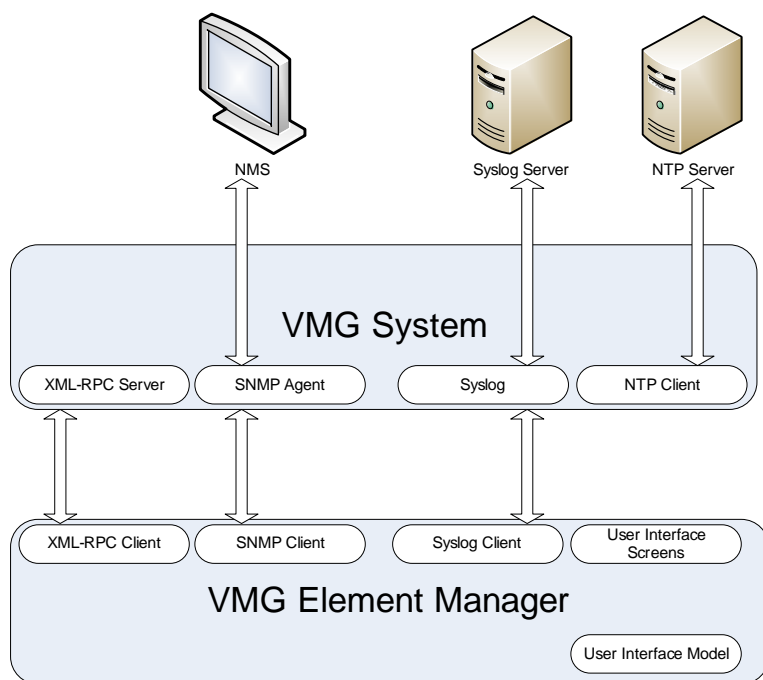 NMS
Syslog Server
NTP Server
VMG System
XML-RPC Server
SNMP Agent
Syslog
NTP Client
XML-RPC Client
SNMP Client
Syslog Client
User Interface
Screens
VMG Element Manager
User Interface Model